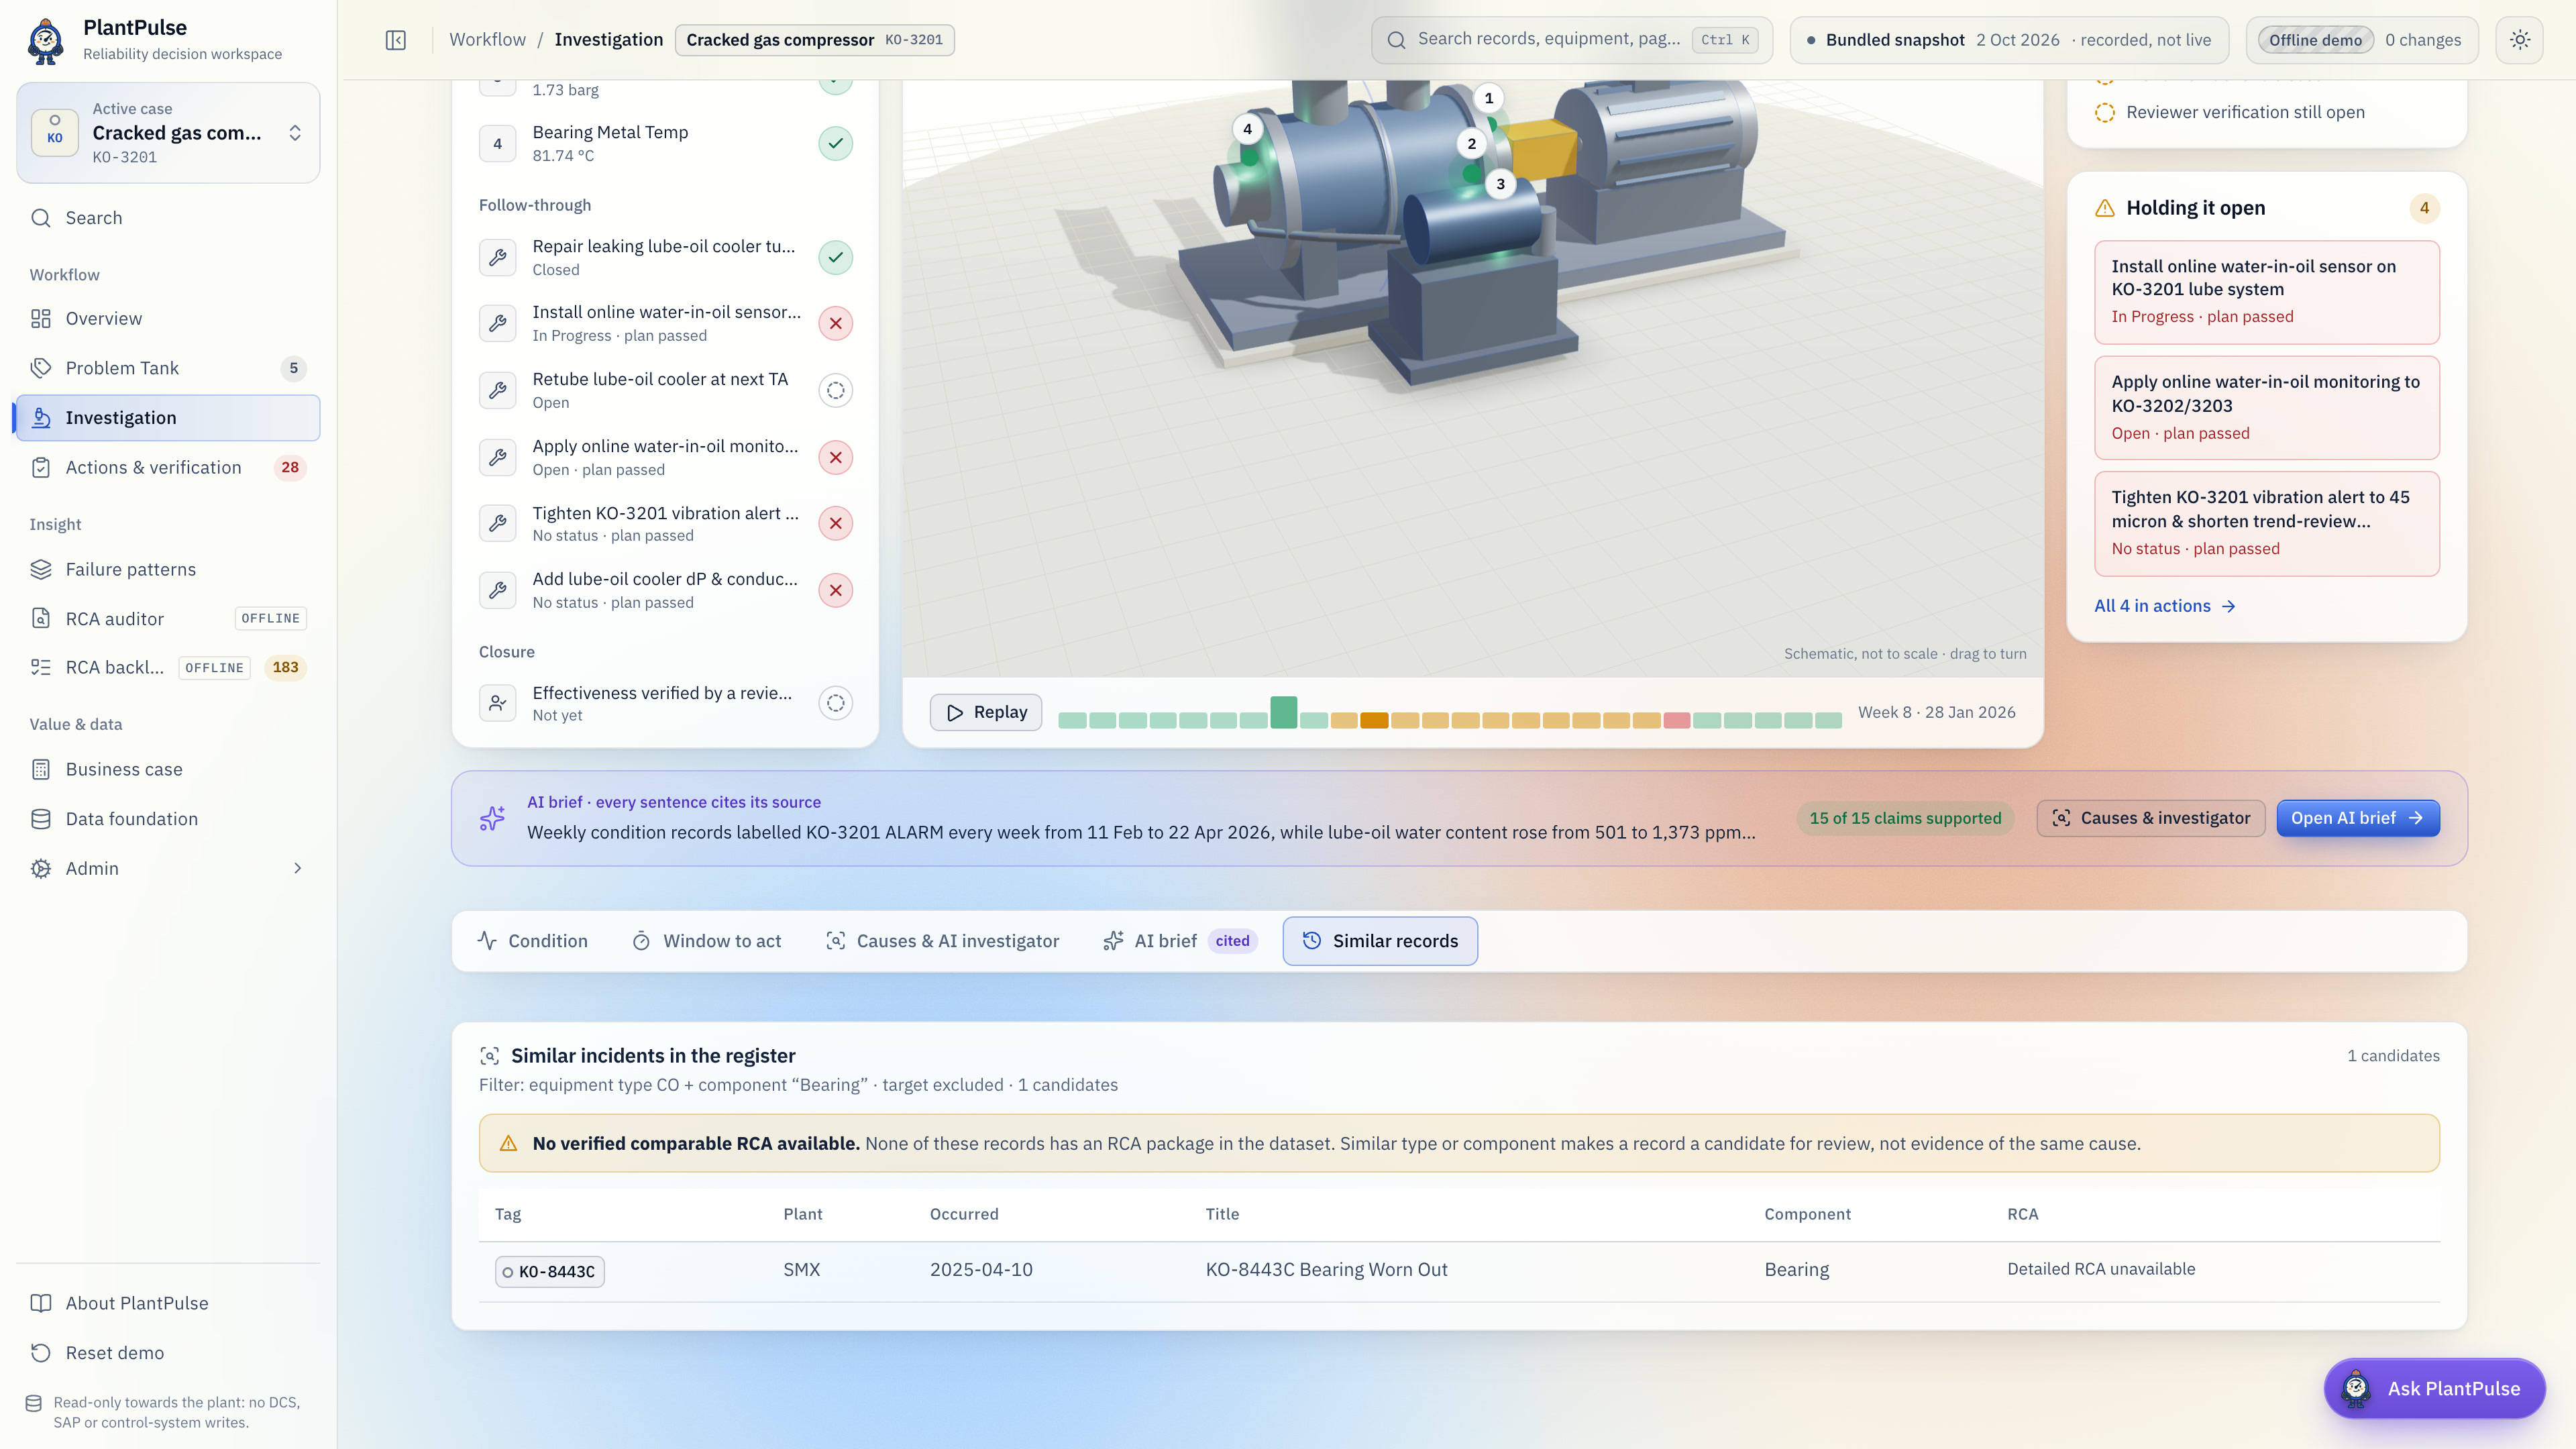 PlantPulse
Reliability decision workspace
Active case
KO
Cracked gas com...
KO-3201
Search
Workflow
Overview
Problem Tank 5
Investigation
Actions & verification 28
Insight
Failure patterns
RCA auditor OFFLINE
RCA backl... OFFLINE 183
Value & data
Business case
Data foundation
Admin
About PlantPulse
Reset demo
Read-only towards the plant: no DCS,
SAP or control-system writes.
Workflow / Investigation Cracked gas compressor KO-3201
Search records, equipment, pag... Ctrl K
Bundled snapshot 2 Oct 2026 · recorded, not live
Offline demo 0 changes
1.73 barg
4 Bearing Metal Temp
81.74 °C
Follow-through
Repair leaking lube-oil cooler tu...
Closed
Install online water-in-oil sensor...
In Progress · plan passed
Retube lube-oil cooler at next TA
Open
Apply online water-in-oil monito...
Open · plan passed
Tighten KO-3201 vibration alert ...
No status · plan passed
Add lube-oil cooler dP & conduc...
No status · plan passed
Closure
Effectiveness verified by a revie...
Not yet
1
4
2
3
Schematic, not to scale · drag to turn
Replay
Week 8 · 28 Jan 2026
Reviewer verification still open
Holding it open 4
Install online water-in-oil sensor on
KO-3201 lube system
In Progress · plan passed
Apply online water-in-oil monitoring to
KO-3202/3203
Open · plan passed
Tighten KO-3201 vibration alert to 45
micron & shorten trend-review...
No status · plan passed
All 4 in actions
AI brief · every sentence cites its source
Weekly condition records labelled KO-3201 ALARM every week from 11 Feb to 22 Apr 2026, while lube-oil water content rose from 501 to 1,373 ppm...
15 of 15 claims supported
Causes & investigator
Open AI brief
Condition
Window to act
Causes & AI investigator
AI brief cited
Similar records
Similar incidents in the register
1 candidates
Filter: equipment type CO + component “Bearing” · target excluded · 1 candidates
No verified comparable RCA available. None of these records has an RCA package in the dataset. Similar type or component makes a record a candidate for review, not evidence of the same cause.
Tag Plant Occurred Title Component RCA
KO-8443C SMX 2025-04-10 KO-8443C Bearing Worn Out Bearing Detailed RCA unavailable
Ask PlantPulse